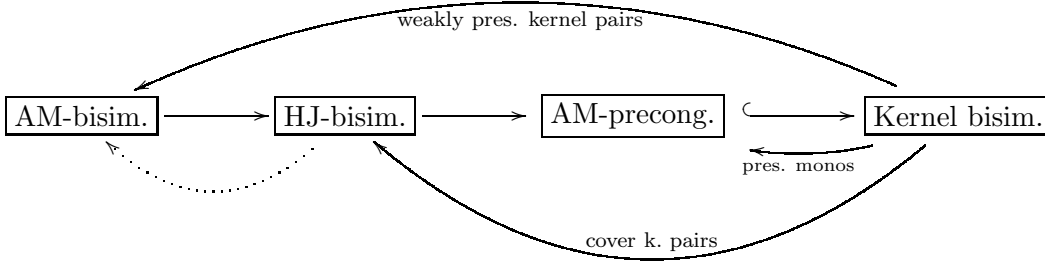 weakly pres. kernel pairs
AM-bisim.
HJ-bisim.
AM-precong.
Kernel bisim.
pres. monos
cover k. pairs